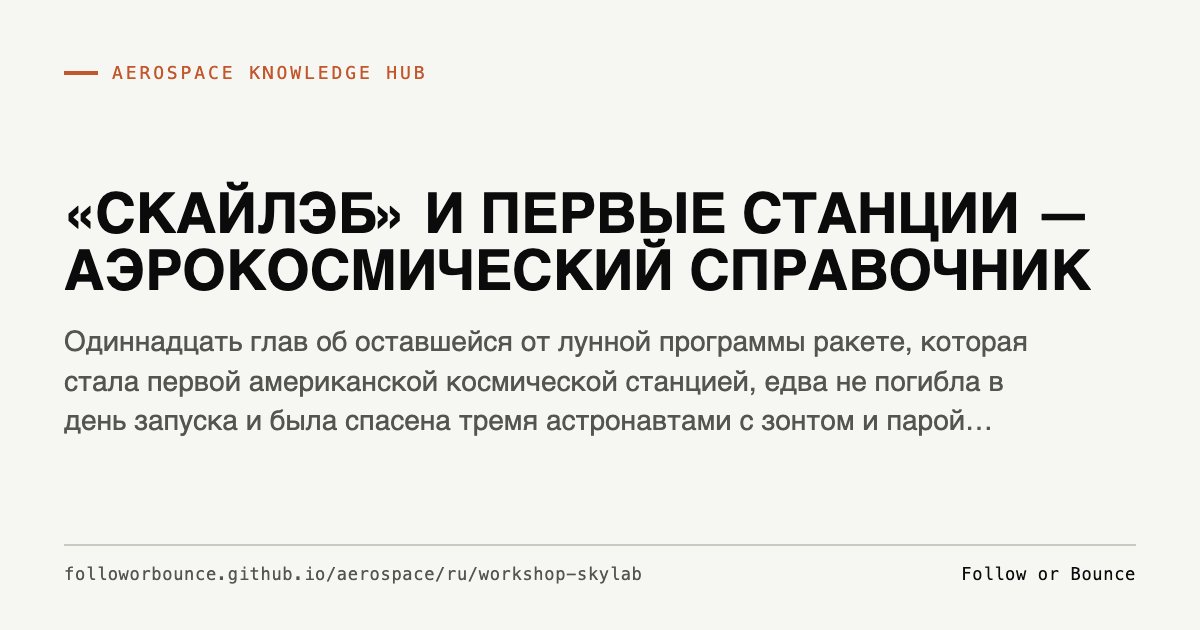 AEROSPACE KNOWLEDGE HUB
«СКАЙЛЭБ» И ПЕРВЫЕ СТАНЦИИ —
АЭРОКОСМИЧЕСКИЙ СПРАВОЧНИК
Одиннадцать глав об оставшейся от лунной программы ракете, которая
стала первой американской космической станцией, едва не погибла в
день запуска и была спасена тремя астронавтами с зонтом и парой…
followorbounce.github.io/aerospace/ru/workshop-skylab
Follow or Bounce